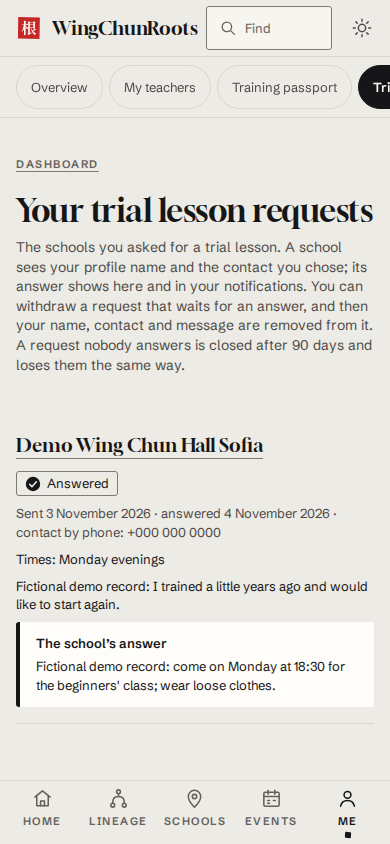 根 WingChunRoots Find
Overview My teachers Training passport Tri
DASHBOARD
Your trial lesson requests
The schools you asked for a trial lesson. A school
sees your profile name and the contact you chose; its
answer shows here and in your notifications. You can
withdraw a request that waits for an answer, and then
your name, contact and message are removed from it.
A request nobody answers is closed after 90 days and
loses them the same way.
Demo Wing Chun Hall Sofia
Answered
Sent 3 November 2026 · answered 4 November 2026 ·
contact by phone: +000 000 0000
Times: Monday evenings
Fictional demo record: I trained a little years ago and would
like to start again.
The school’s answer
Fictional demo record: come on Monday at 18:30 for
the beginners' class; wear loose clothes.
HOME LINEAGE SCHOOLS EVENTS ME